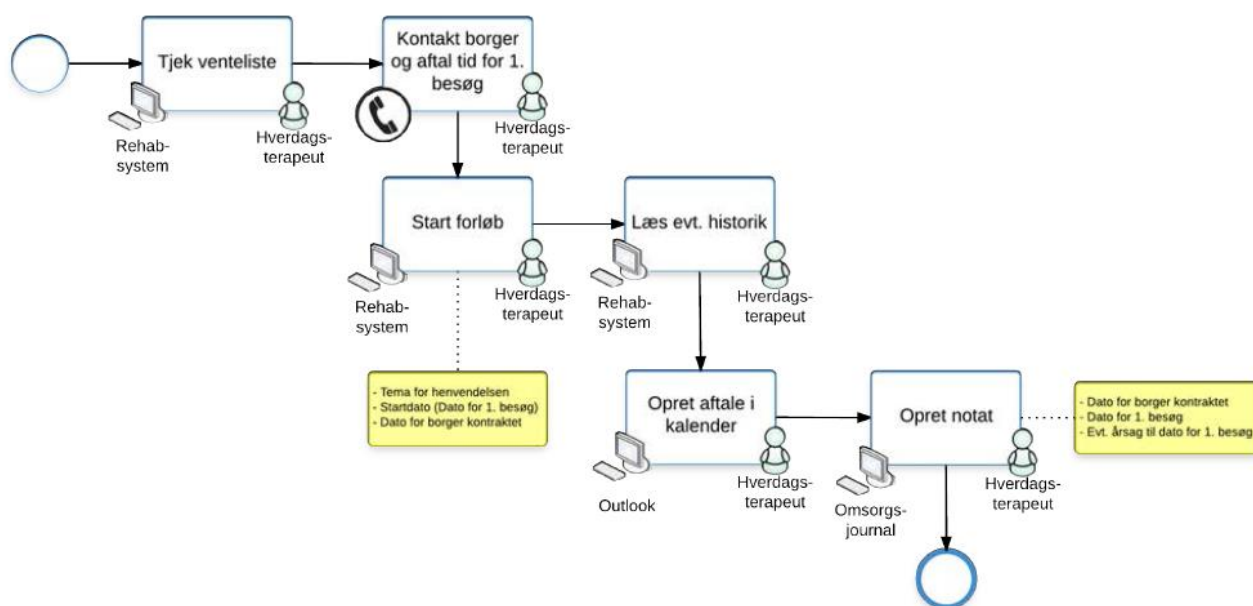 Tjek venteliste
Rehab-
system
Hverdags-
terapeut
Kontakt borger
og aftal tid for 1.
besøg
Hverdags-
terapeut
Start forløb
Rehab-
system
Hverdags-
terapeut
- Tema for henvendelsen
- Startdato (Dato for 1. besøg)
- Dato for borger kontraktet
Læs evt. historik
Rehab-
system
Hverdags-
terapeut
Opret aftale i
kalender
Outlook
Hverdags-
terapeut
Opret notat
Omsorgs-
journal
Hverdags-
terapeut
- Dato for borger kontraktet
- Dato for 1. besøg
- Evt. årsag til dato for 1. besøg